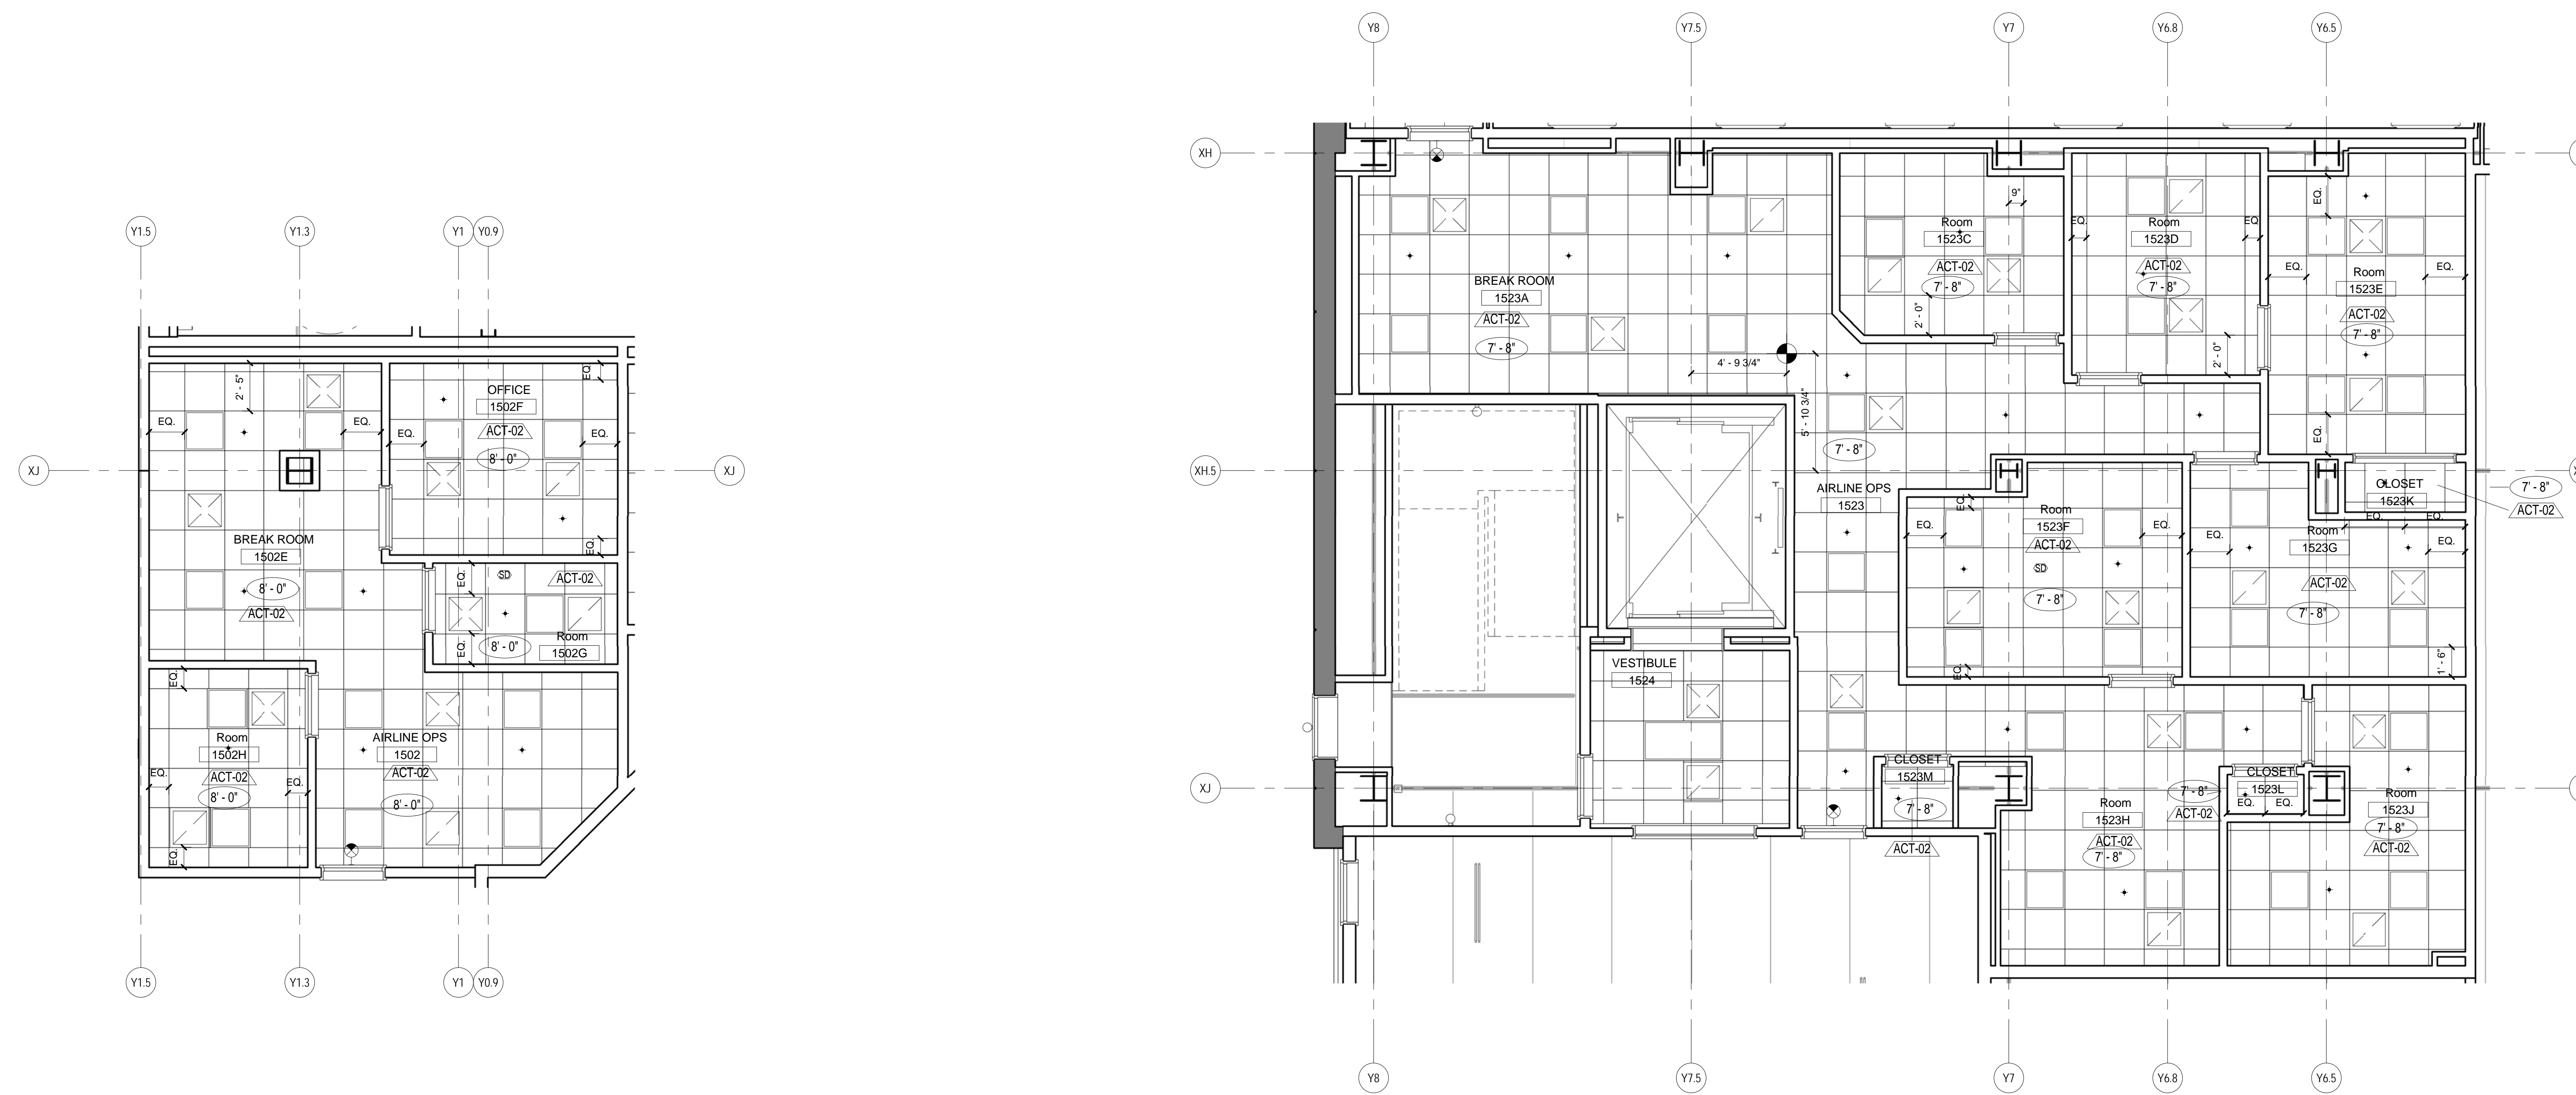 Y8
Y7.5
Y7
Y6.8
Y6.5
XH
Y1.5
Y1.3
Y1
Y0.9
OFFICE
1502F
ACT-02
8' - 0"
EQ.
EQ.
EQ.
EQ.
2' - 5"
EQ.
EQ.
XJ
XJ
BREAK ROOM
1502E
8' - 0"
ACT-02
EQ.
EQ.
SD
ACT-02
8' - 0"
Room
1502G
EQ.
Room
1502H
ACT-02
8' - 0"
EQ.
EQ.
EQ.
AIRLINE OPS
1502
ACT-02
8' - 0"
Y1.5
Y1.3
Y1
Y0.9
BREAK ROOM
1523A
ACT-02
7' - 8"
4' - 9 3/4"
5' - 10 3/4"
9"
Room
1523C
ACT-02
7' - 8"
2' - 0"
EQ.
EQ.
Room
1523D
ACT-02
7' - 8"
2' - 0"
EQ.
EQ.
EQ.
Room
1523E
ACT-02
7' - 8"
EQ.
XH.5
7' - 8"
AIRLINE OPS
1523
EQ.
EQ.
EQ.
Room
1523F
ACT-02
SD
7' - 8"
EQ.
CLOSET
1523K
7' - 8"
ACT-02
EQ.
EQ.
Room
1523G
EQ.
EQ.
ACT-02
7' - 8"
1' - 6"
VESTIBULE
1524
XJ
CLOSET
1523M
7' - 8"
ACT-02
Room
1523H
ACT-02
7' - 8"
7' - 8"
ACT-02
CLOSET
1523L
EQ.
EQ.
Room
1523J
7' - 8"
ACT-02
Y8
Y7.5
Y7
Y6.8
Y6.5